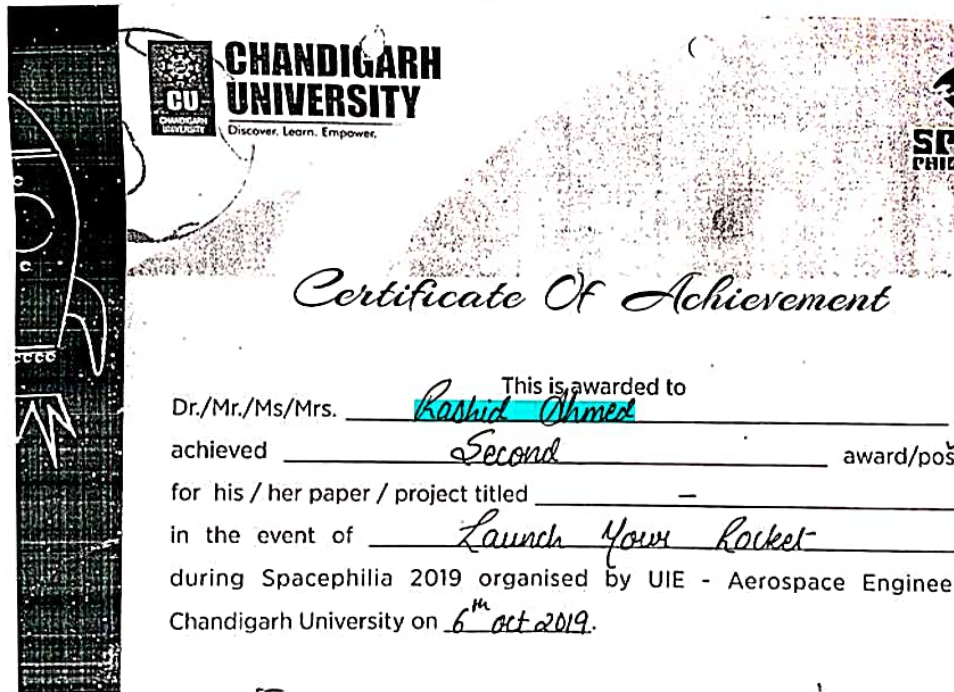 CHANDIGARH
UNIVERSITY
CU
CHANDIGARH
UNIVERSITY
Discover. Learn. Empower.
Certificate Of Achievement
This is awarded to
Dr./Mr./Ms/Mrs. Rashid Ahmed
achieved Second award/pos
for his / her paper / project titled –
in the event of Launch Your Rocket
during Spacephilia 2019 organised by UIE - Aerospace Enginee
Chandigarh University on 6th oct 2019.